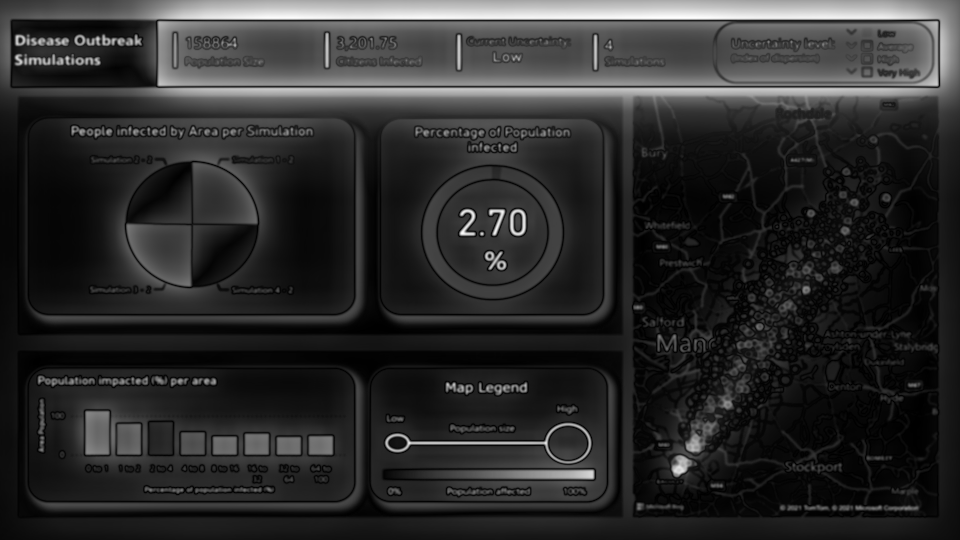 Disease Outbreak
Simulations
158864
Population Size
3,201.75
Citizens Infected
Current Uncertainty:
Low
4
Simulations
Uncertainty level:
(Index of dispersion)
Low
Average
High
Very High
People infected by Area per Simulation
Simulation 2 - 2
Simulation 1 - 2
Simulation 3 - 2
Simulation 4 - 2
Percentage of Population
infected
2.70
%
Population impacted (%) per area
Area Population
100
0
0 to 1
1 to 2
2 to 4
4 to 8
8 to 16
16 to
32
32 to
64
64 to
100
Percentage of population infected (%)
Map Legend
Low
High
Population size
0%
Population affected
100%
Bury
Whitefield
Prestwich
Salford
Manc
Ashton-under-Lyne
Stalybridg
Denton
Hyde
Stockport
Marple
Microsoft Bing
© 2021 TomTom, © 2021 Microsoft Corporation